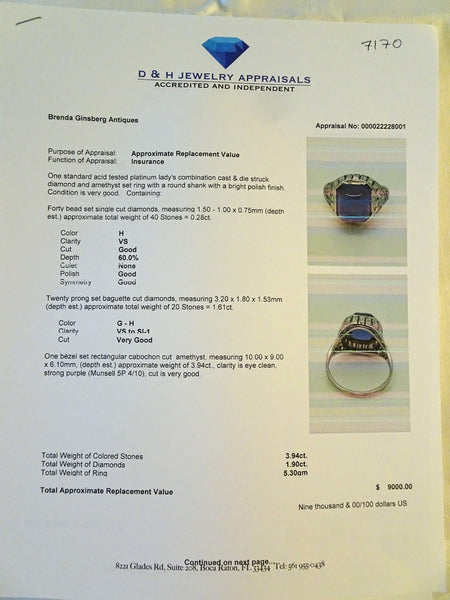 7170
D & H JEWELRY APPRAISALS
ACCREDITED AND INDEPENDENT
Brenda Ginsberg Antiques
Appraisal No: 000022228001
Purpose of Appraisal: Approximate Replacement Value
Function of Appraisal: Insurance
One standard acid tested platinum lady's combination cast & die struck
diamond and amethyst set ring with a round shank with a bright polish finish.
Condition is very good. Containing:
Forty bead set single cut diamonds, measuring 1.50 - 1.00 x 0.75mm (depth
est.) approximate total weight of 40 Stones = 0.28ct.
Color H
Clarity VS
Cut Good
Depth 60.0%
Culet None
Polish Good
Symmetry Good
Twenty prong set baguette cut diamonds, measuring 3.20 x 1.80 x 1.53mm
(depth est.) approximate total weight of 20 Stones = 1.61ct.
Color G - H
Clarity VS to SI-1
Cut Very Good
One bezel set rectangular cabochon cut amethyst, measuring 10.00 x 9.00
x 6.10mm, (depth est.) approximate weight of 3.94ct., clarity is eye clean,
strong purple (Munsell 5P 4/10), cut is very good.
Total Weight of Colored Stones 3.94ct.
Total Weight of Diamonds 1.90ct.
Total Weight of Ring 5.30gm
Total Approximate Replacement Value $ 9000.00
Nine thousand & 00/100 dollars US
Continued on next page...
8221 Glades Rd, Suite 208, Boca Raton, FL 33434 Tel: 561 955-0438